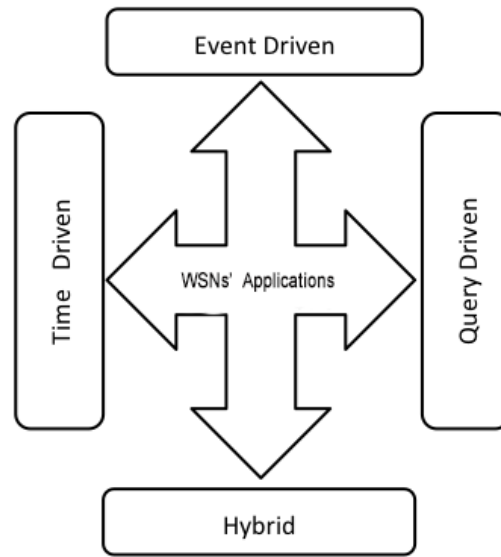 Event Driven
Time Driven
WSNs' Applications
Query Driven
Hybrid